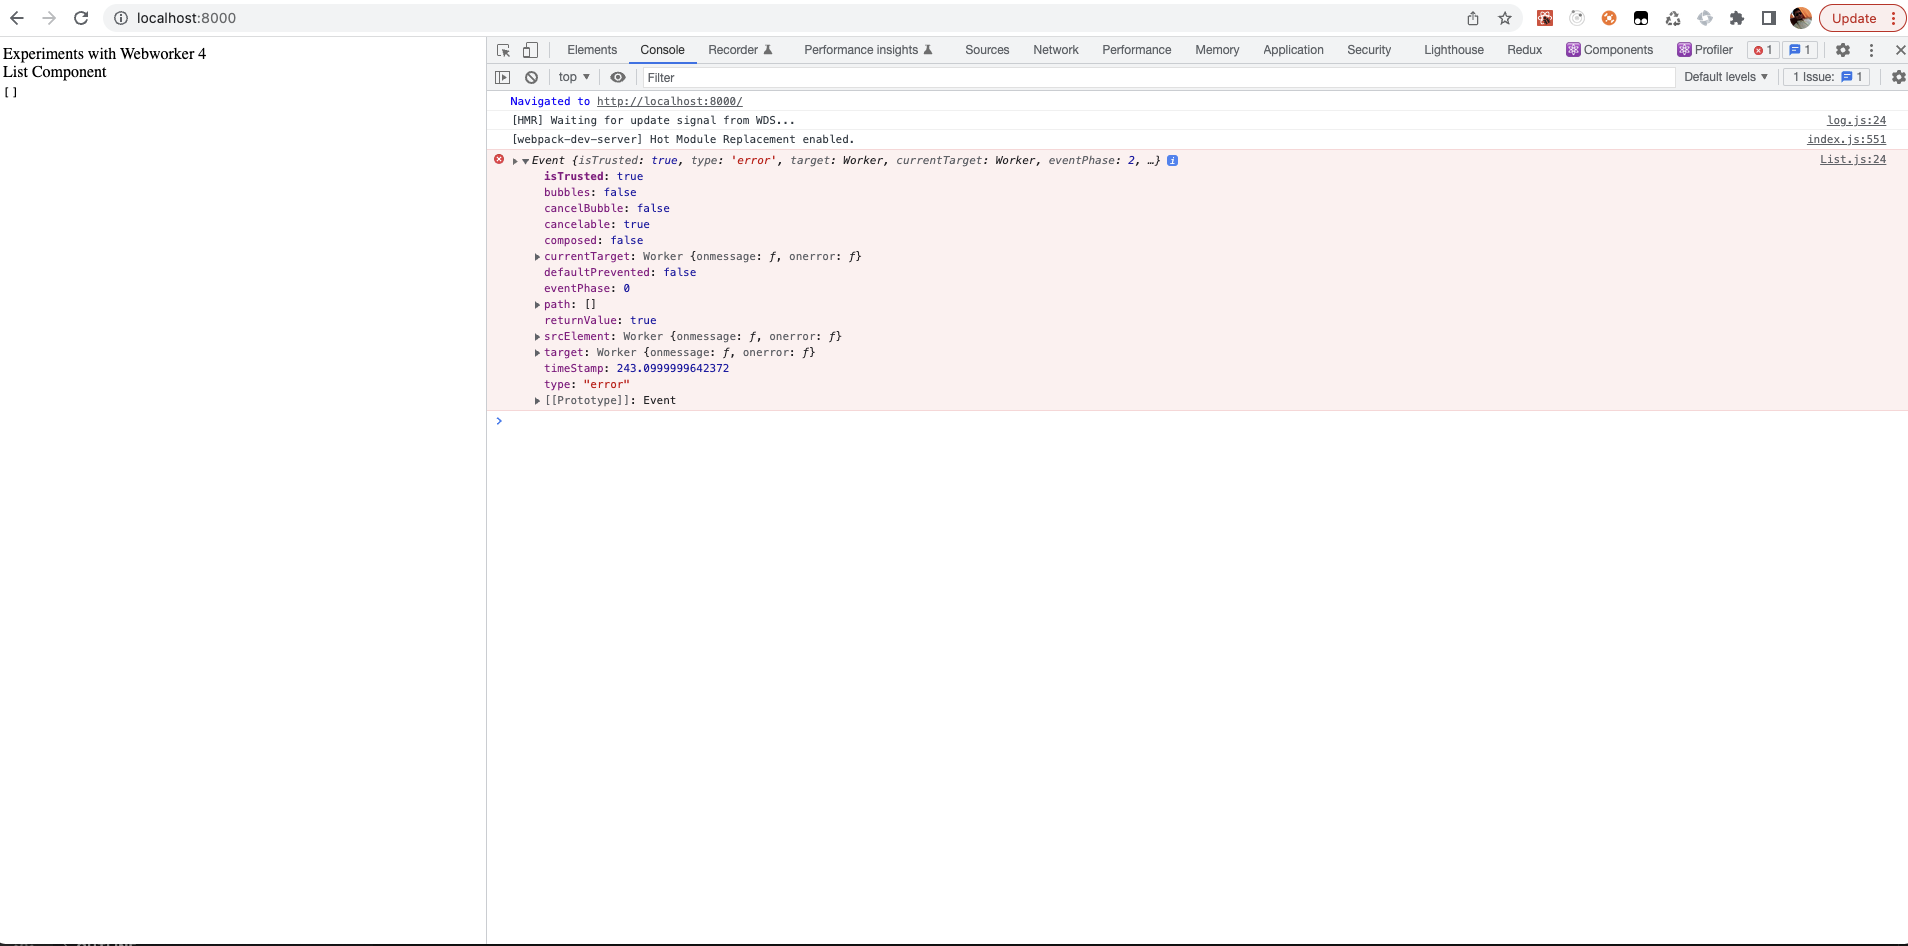 localhost:8000
Update
Experiments with Webworker 4
List Component
[]
Elements Console Recorder Performance insights Sources Network Performance Memory Application Security Lighthouse Redux Components Profiler 1 1
top Filter Default levels 1 Issue: 1
Navigated to http://localhost:8000/
[HMR] Waiting for update signal from WDS... log.js:24
[webpack-dev-server] Hot Module Replacement enabled. index.js:551
Event {isTrusted: true, type: 'error', target: Worker, currentTarget: Worker, eventPhase: 2, …} List.js:24
isTrusted: true
bubbles: false
cancelBubble: false
cancelable: true
composed: false
currentTarget: Worker {onmessage: ƒ, onerror: ƒ}
defaultPrevented: false
eventPhase: 0
path: []
returnValue: true
srcElement: Worker {onmessage: ƒ, onerror: ƒ}
target: Worker {onmessage: ƒ, onerror: ƒ}
timeStamp: 243.0999999642372
type: "error"
[[Prototype]]: Event